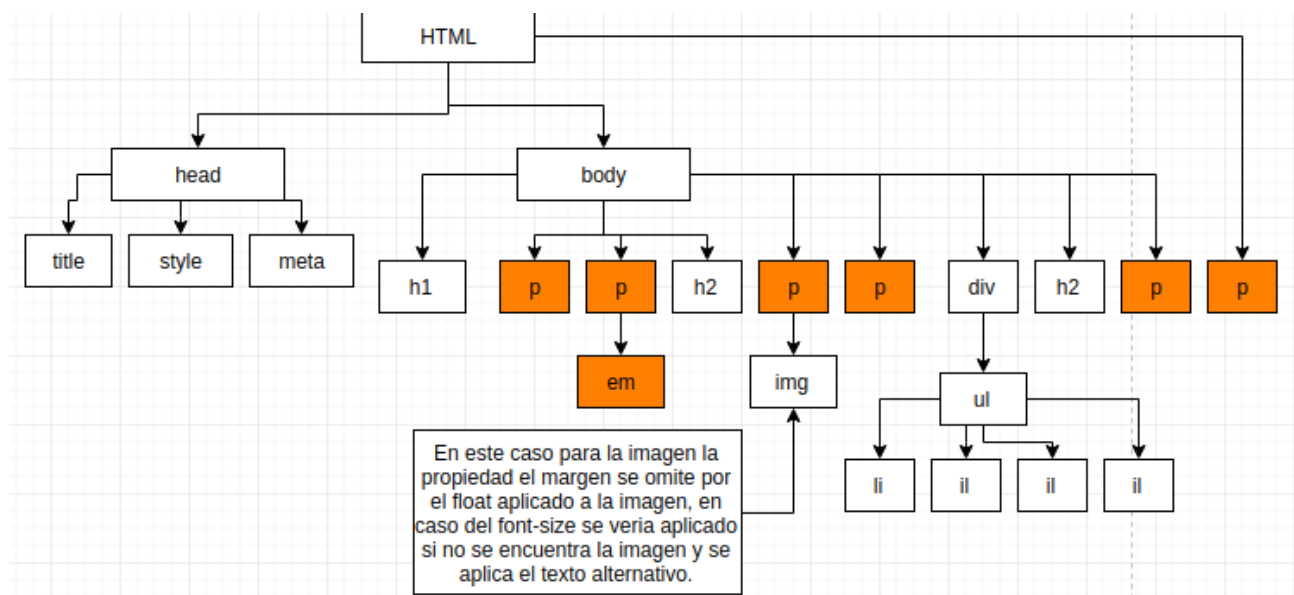 HTML
head
body
title
style
meta
h1
p
p
h2
p
p
div
h2
p
p
em
img
ul
En este caso para la imagen la
propiedad el margen se omite por
el float aplicado a la imagen, en
caso del font-size se veria aplicado
si no se encuentra la imagen y se
aplica el texto alternativo.
li
il
il
il